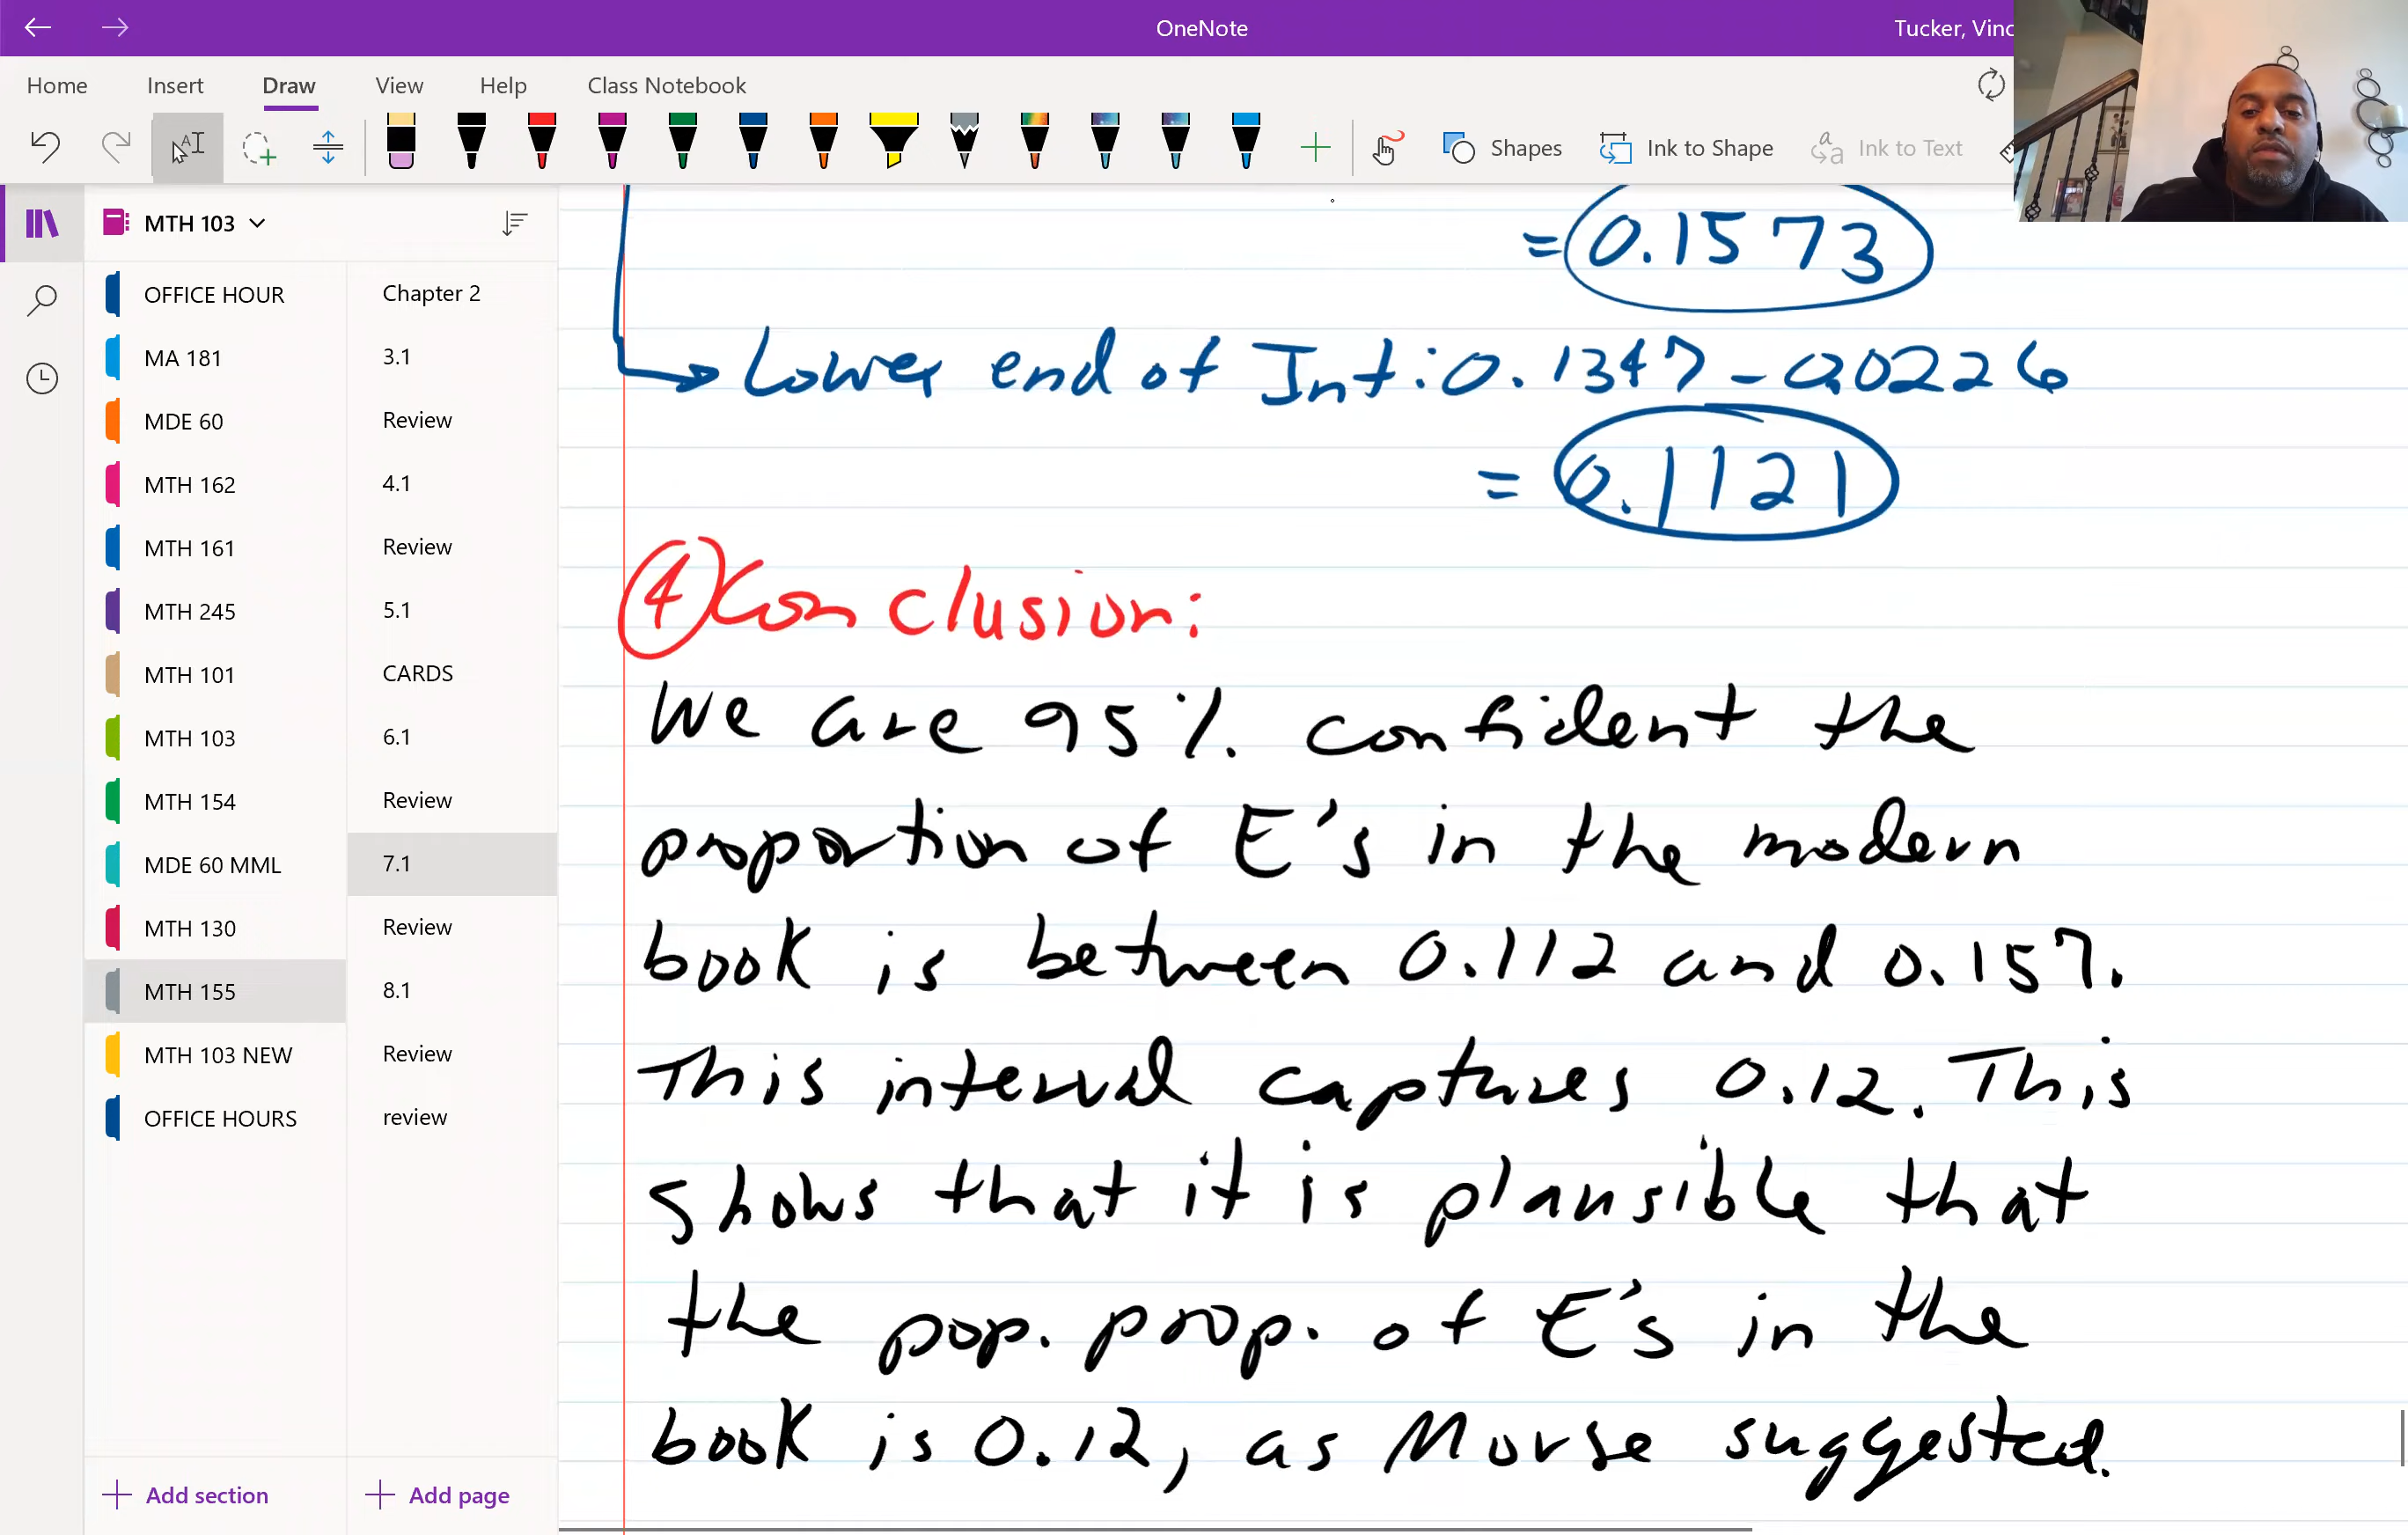 OneNote
Tucker, Vinc
Home Insert Draw View Help Class Notebook
Shapes Ink to Shape Ink to Text
MTH 103
OFFICE HOUR
MA 181
MDE 60
MTH 162
MTH 161
MTH 245
MTH 101
MTH 103
MTH 154
MDE 60 MML
MTH 130
MTH 155
MTH 103 NEW
OFFICE HOURS
Add section
Chapter 2
3.1
Review
4.1
Review
5.1
CARDS
6.1
Review
7.1
Review
8.1
Review
review
Add page
= 0.1573
Lower end of Int: 0.1347 - 0.0226
= 0.1121
4 Conclusion:
We are 95% confident the
proportion of E's in the modern
book is between 0.112 and 0.157.
This interval captures 0.12. This
shows that it is plausible that
the pop. prop. of E's in the
book is 0.12, as Morse suggested.